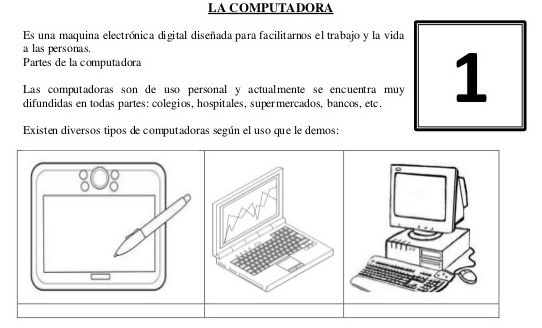 LA COMPUTADORA
Es una maquina electrónica digital diseñada para facilitarnos el trabajo y la vida
a las personas.
Partes de la computadora
1
Las computadoras son de uso personal y actualmente se encuentra muy
difundidas en todas partes: colegios, hospitales, supermercados, bancos, etc.
Existen diversos tipos de computadoras según el uso que le demos: